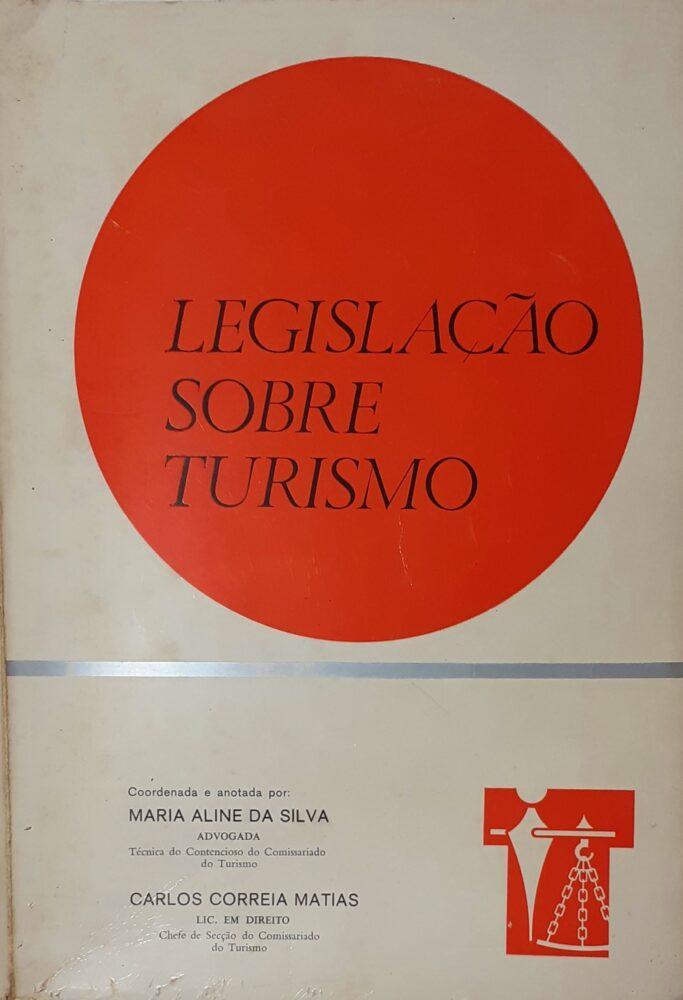 LEGISLAÇÃO
SOBRE
TURISMO
Coordenada e anotada por:
MARIA ALINE DA SILVA
ADVOGADA
Técnica do Contencioso do Comissariado
do Turismo
CARLOS CORREIA MATIAS
LIC. EM DIREITO
Chefe de Secção do Comissariado
do Turismo